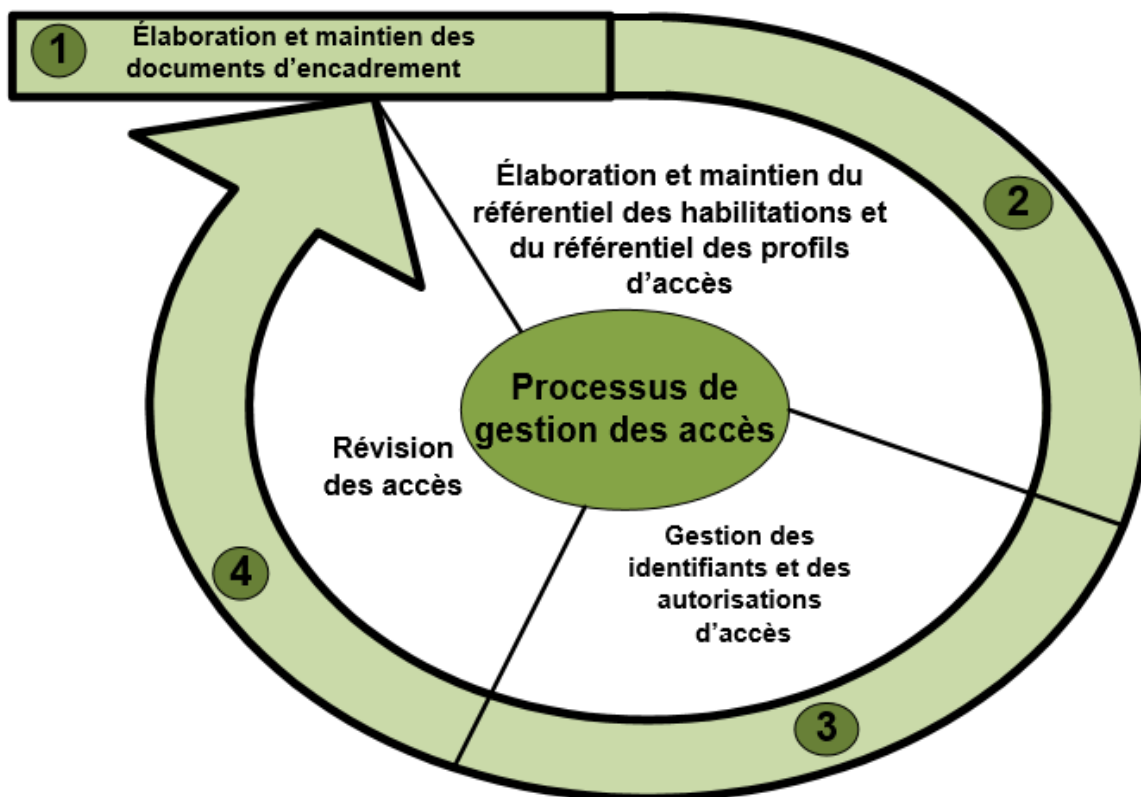 1
Élaboration et maintien des
documents d'encadrement
2
Élaboration et maintien du
référentiel des habilitations et
du référentiel des profils
d'accès
Processus de
gestion des accès
Révision
des accès
Gestion des
identifiants et des
autorisations
d'accès
4
3